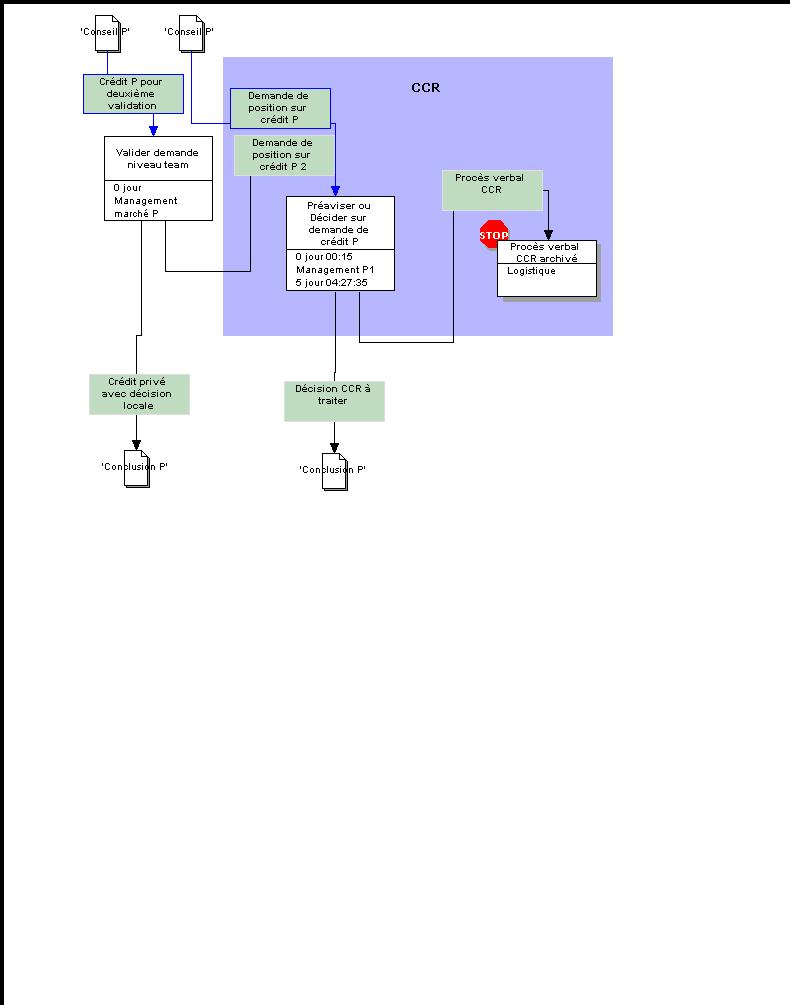 'Conseil P'
'Conseil P'
CCR
Crédit P pour
deuxième
validation
Demande de
position sur
crédit P
Demande de
position sur
crédit P 2
Valider demande
niveau team
0 jour
Management
marché P
Procès verbal
CCR
Préaviser ou
Décider sur
demande de
crédit P
0 jour 00:15
Management P1
5 jour 04:27:35
STOP
Procès verbal
CCR archivé
Logistique
Crédit privé
avec décision
locale
Décision CCR à
traiter
'Conclusion P'
'Conclusion P'